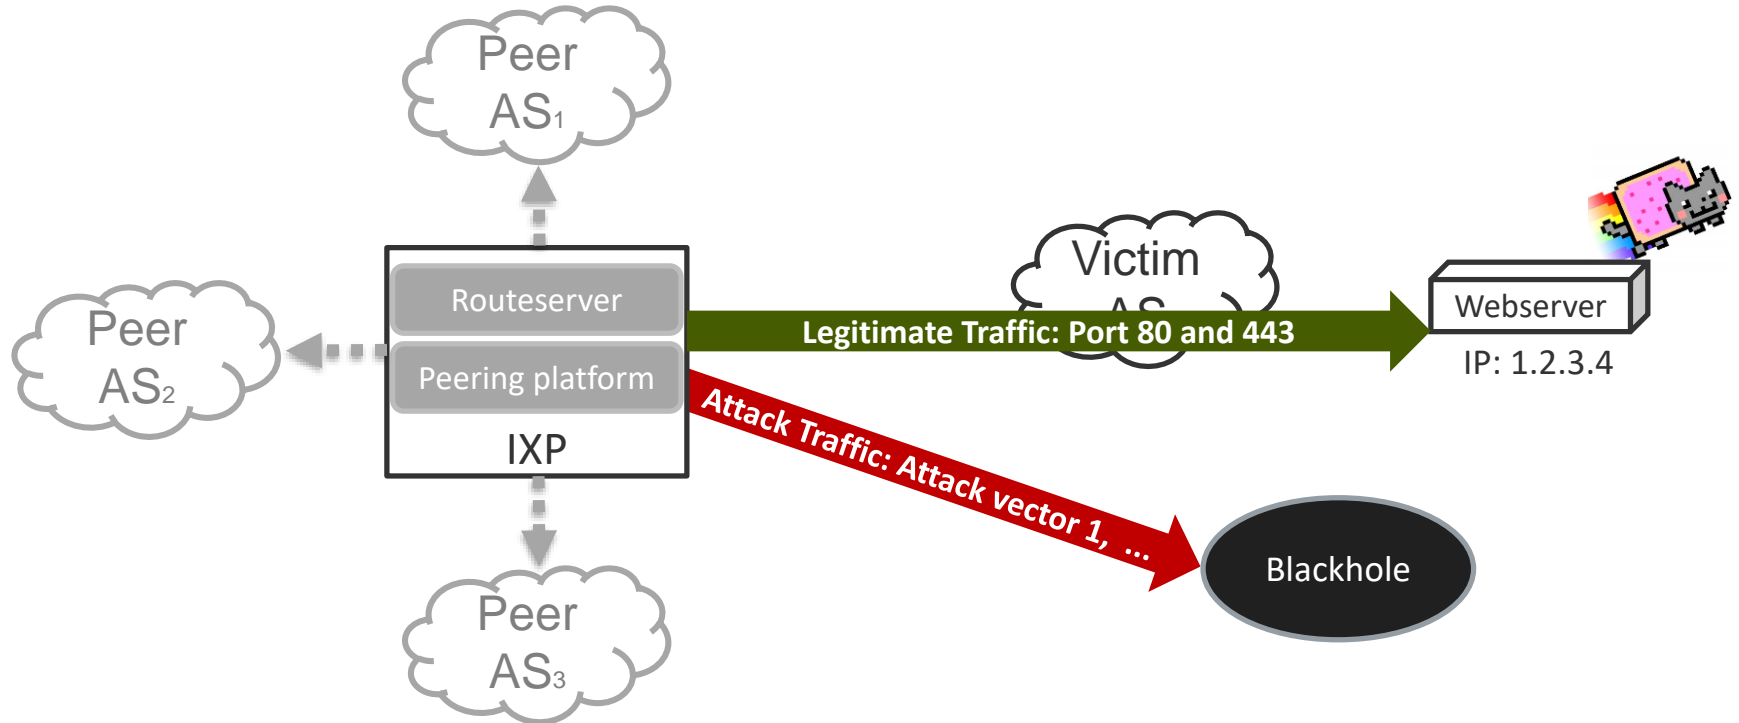 Peer
AS1
Peer
AS2
Routeserver
Peering platform
IXP
Peer
AS3
Victim
AS
Legitimate Traffic: Port 80 and 443
Attack Traffic: Attack vector 1, ...
Webserver
IP: 1.2.3.4
Blackhole